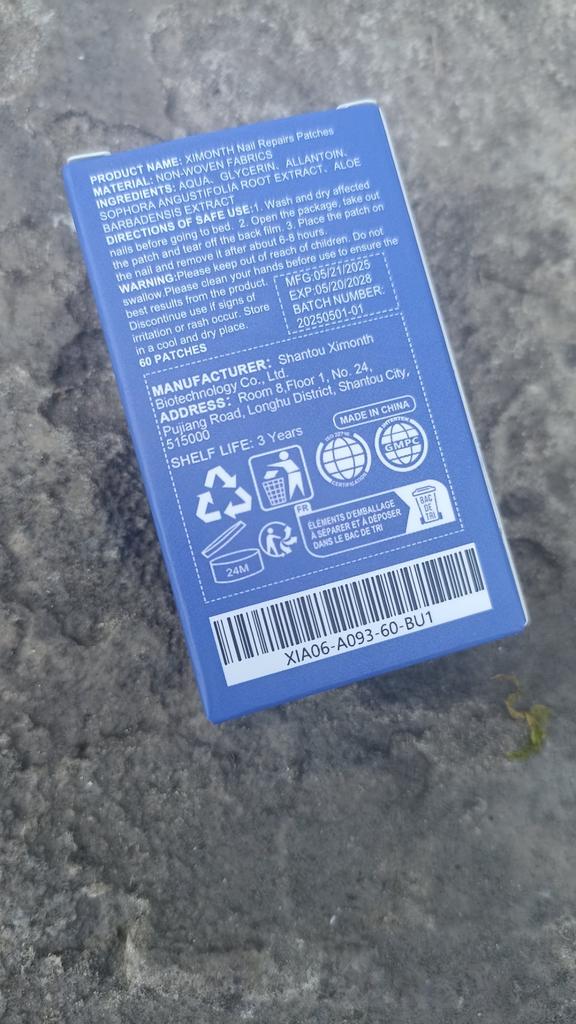 PRODUCT NAME: XIMONTH Nail Repairs Patches
MATERIAL: NON-WOVEN FABRICS
INGREDIENTS: AQUA、GLYCERIN、ALLANTOIN、
SOPHORA ANGUSTIFOLIA ROOT EXTRACT、ALOE
BARBADENSIS EXTRACT
DIRECTIONS OF SAFE USE:1. Wash and dry affected
nails before going to bed. 2. Open the package, take out
the patch and tear off the back film. 3. Place the patch on
the nail and remove it after about 6-8 hours.
WARNING:Please keep out of reach of children. Do not
swallow.Please clean your hands before use to ensure the
best results from the product.
Discontinue use if signs of
irritation or rash occur. Store
in a cool and dry place.
60 PATCHES
MFG:05/21/2025
EXP:05/20/2028
BATCH NUMBER:
20250501-01
MANUFACTURER: Shantou Ximonth
Biotechnology Co., Ltd.
ADDRESS: Room 8,Floor 1, No. 24,
Pujiang Road, Longhu District, Shantou City,
515000
SHELF LIFE: 3 Years
MADE IN CHINA
CERTIFICATION
GMPC
FR
ÉLÉMENTS D'EMBALLAGE
À SÉPARER ET À DÉPOSER
DANS LE BAC DE TRI
BAC
DE
TRI
24M
XIA06-A093-60-BU1